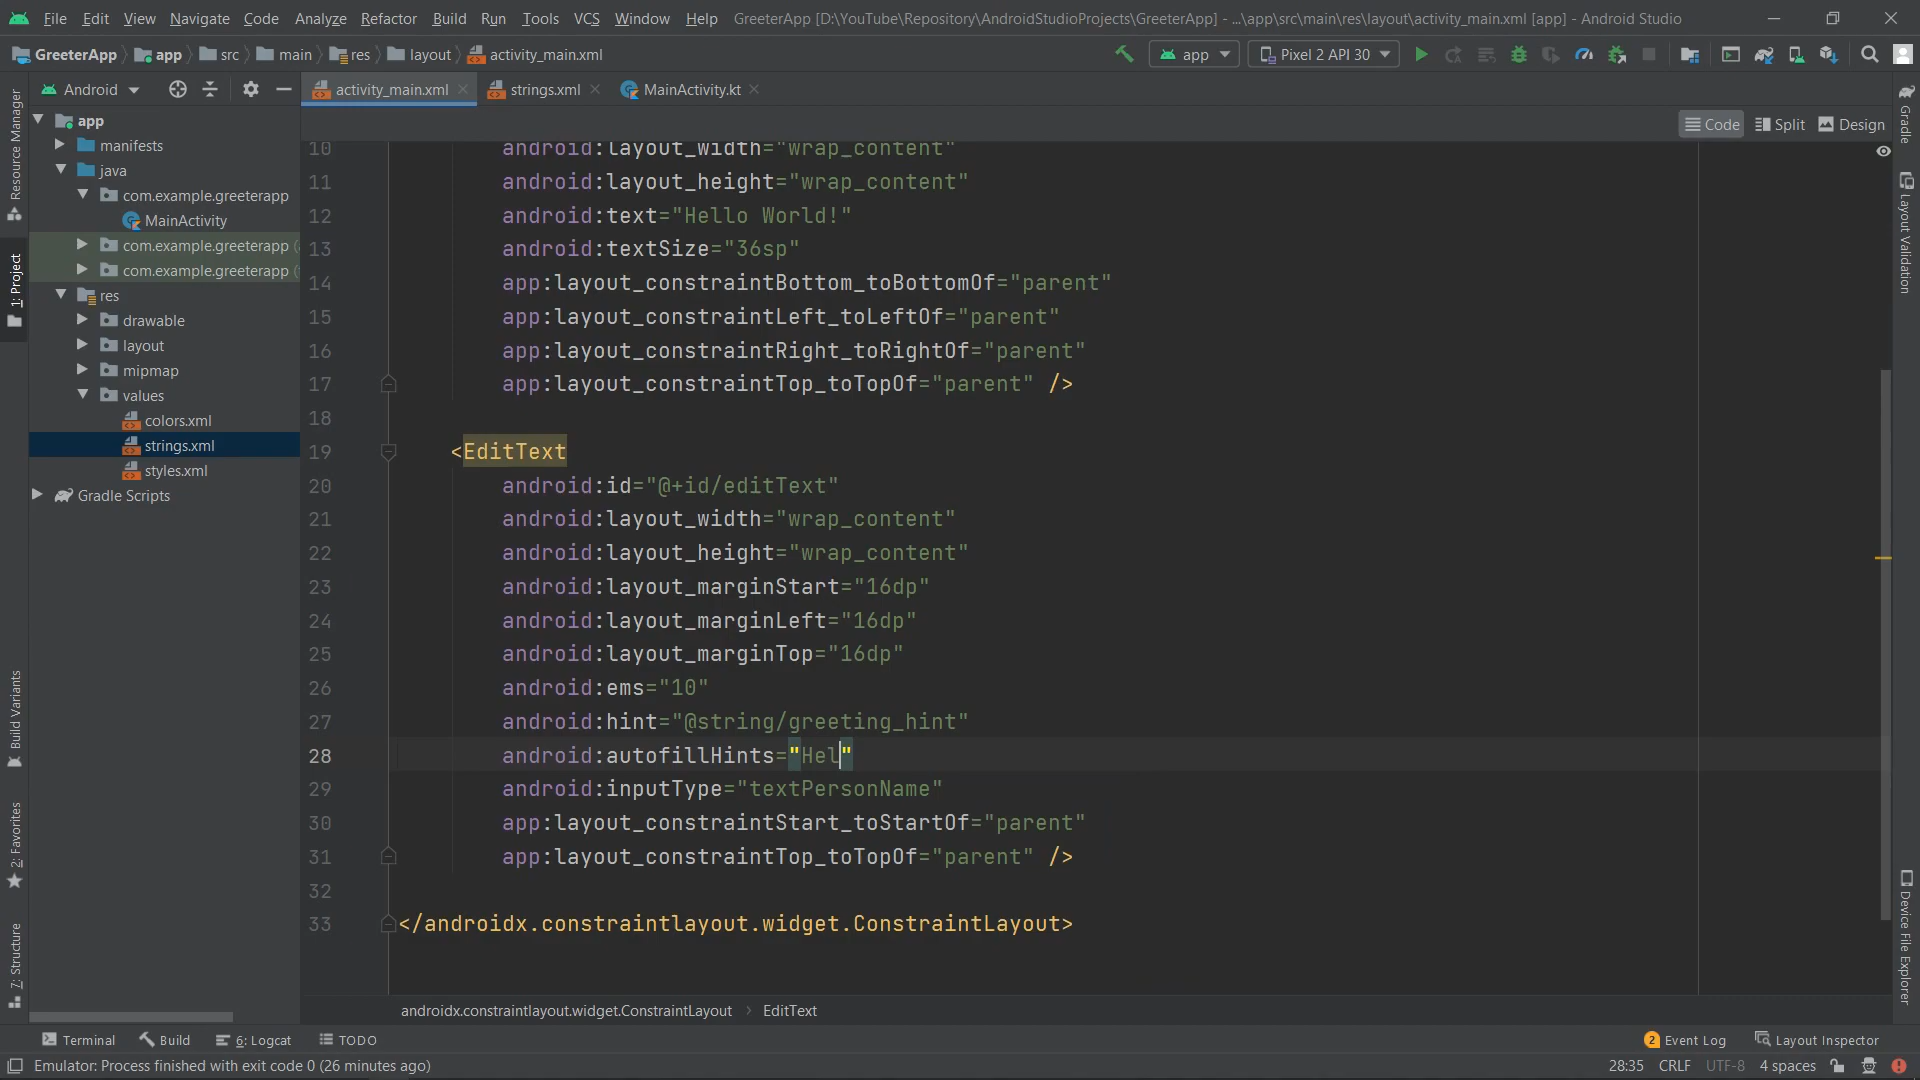 File Edit View Navigate Code Analyze Refactor Build Run Tools VCS Window Help GreeterApp [D:\YouTube\Repository\AndroidStudioProjects\GreeterApp] - ...\app\src\main\res\layout\activity_main.xml [app] - Android Studio
GreeterApp app src main res layout activity_main.xml app Pixel 2 API 30
Android activity_main.xml strings.xml MainActivity.kt
Code Split Design
app
manifests
java
com.example.greeterapp
MainActivity
com.example.greeterapp (
com.example.greeterapp (
res
drawable
layout
mipmap
values
colors.xml
strings.xml
styles.xml
Gradle Scripts
Resource Manager
1: Project
Build Variants
2: Favorites
7: Structure
10 android:layout_width="wrap_content"
11 android:layout_height="wrap_content"
12 android:text="Hello World!"
13 android:textSize="36sp"
14 app:layout_constraintBottom_toBottomOf="parent"
15 app:layout_constraintLeft_toLeftOf="parent"
16 app:layout_constraintRight_toRightOf="parent"
17 app:layout_constraintTop_toTopOf="parent" />
18
19 <EditText
20 android:id="@+id/editText"
21 android:layout_width="wrap_content"
22 android:layout_height="wrap_content"
23 android:layout_marginStart="16dp"
24 android:layout_marginLeft="16dp"
25 android:layout_marginTop="16dp"
26 android:ems="10"
27 android:hint="@string/greeting_hint"
28 android:autofillHints="Hel"
29 android:inputType="textPersonName"
30 app:layout_constraintStart_toStartOf="parent"
31 app:layout_constraintTop_toTopOf="parent" />
32
33 </androidx.constraintlayout.widget.ConstraintLayout>
Gradle
Layout Validation
Device File Explorer
androidx.constraintlayout.widget.ConstraintLayout › EditText
Terminal Build 6: Logcat TODO 2 Event Log Layout Inspector
Emulator: Process finished with exit code 0 (26 minutes ago) 28:35 CRLF UTF-8 4 spaces